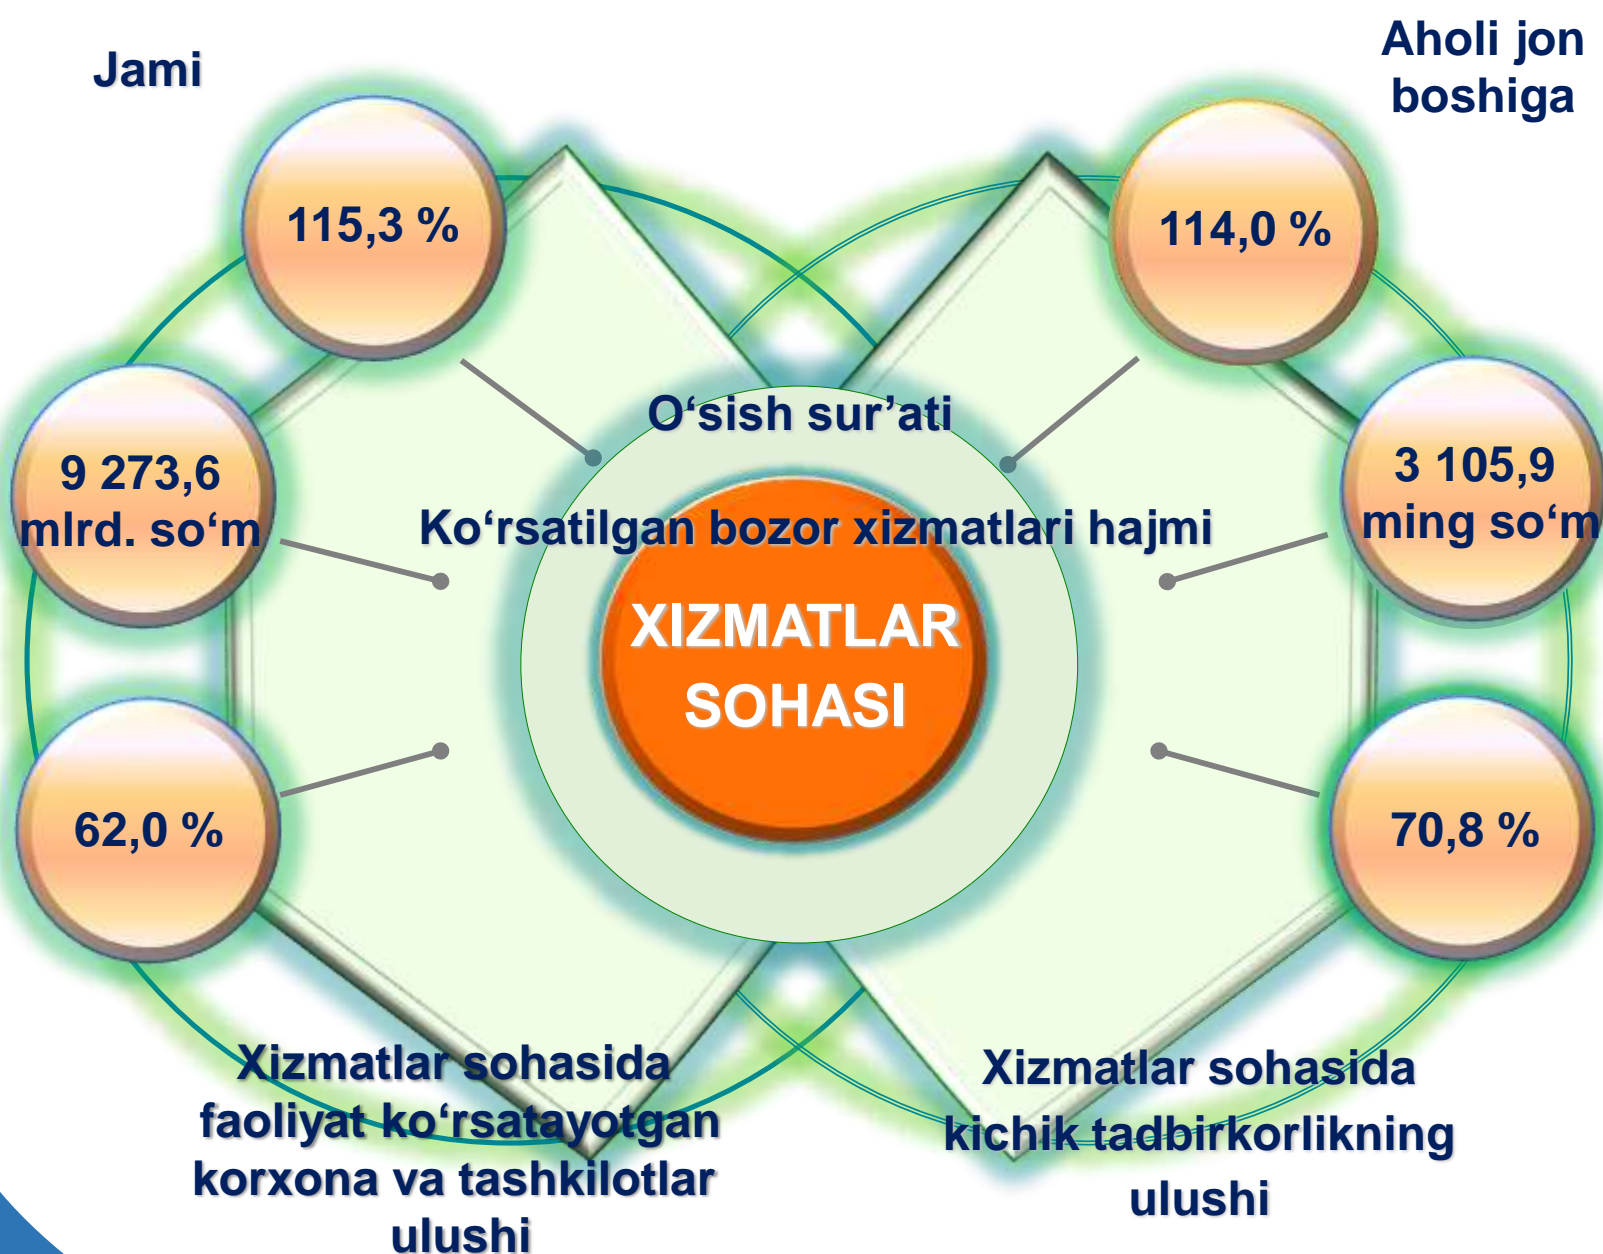 Jami
Aholi jon
boshiga
115,3 %
114,0 %
O‘sish sur’ati
9 273,6
mlrd. so‘m
3 105,9
ming so‘m
Ko‘rsatilgan bozor xizmatlari hajmi
XIZMATLAR
SOHASI
62,0 %
70,8 %
Xizmatlar sohasida
faoliyat ko‘rsatayotgan
korxona va tashkilotlar
ulushi
Xizmatlar sohasida
kichik tadbirkorlikning
ulushi